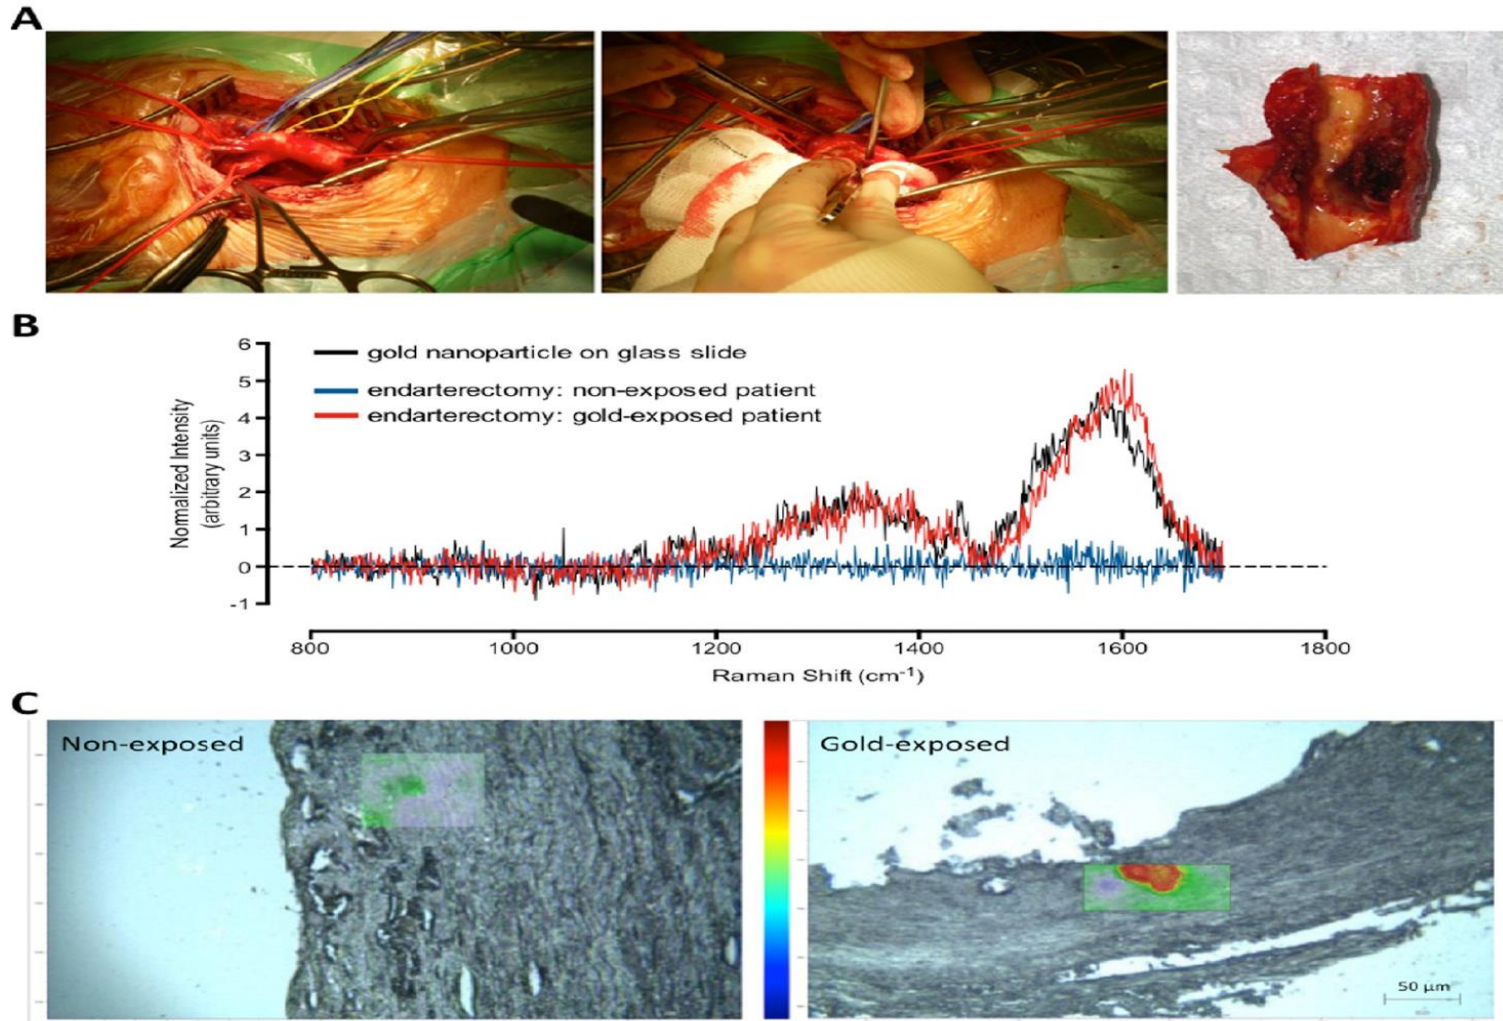 A
B
6
5
4
3
2
1
0
-1
Normalized Intensity
(arbitrary units)
gold nanoparticle on glass slide
endarterectomy: non-exposed patient
endarterectomy: gold-exposed patient
800 1000 1200 1400 1600 1800
Raman Shift (cm-1)
C
Non-exposed
Gold-exposed
50 µm